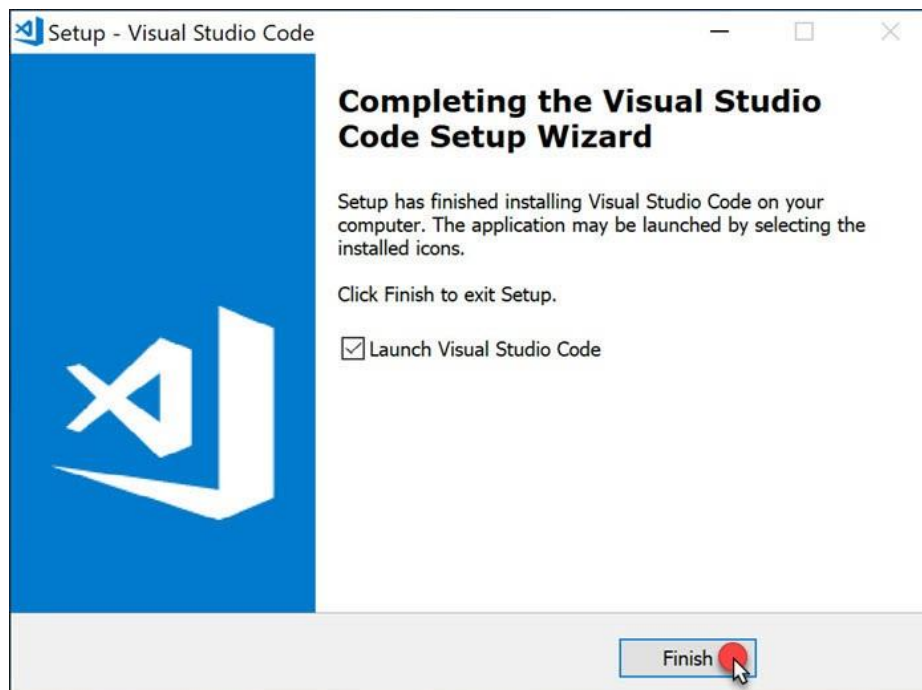 Setup - Visual Studio Code
Completing the Visual Studio
Code Setup Wizard
Setup has finished installing Visual Studio Code on your
computer. The application may be launched by selecting the
installed icons.
Click Finish to exit Setup.
Launch Visual Studio Code
Finish